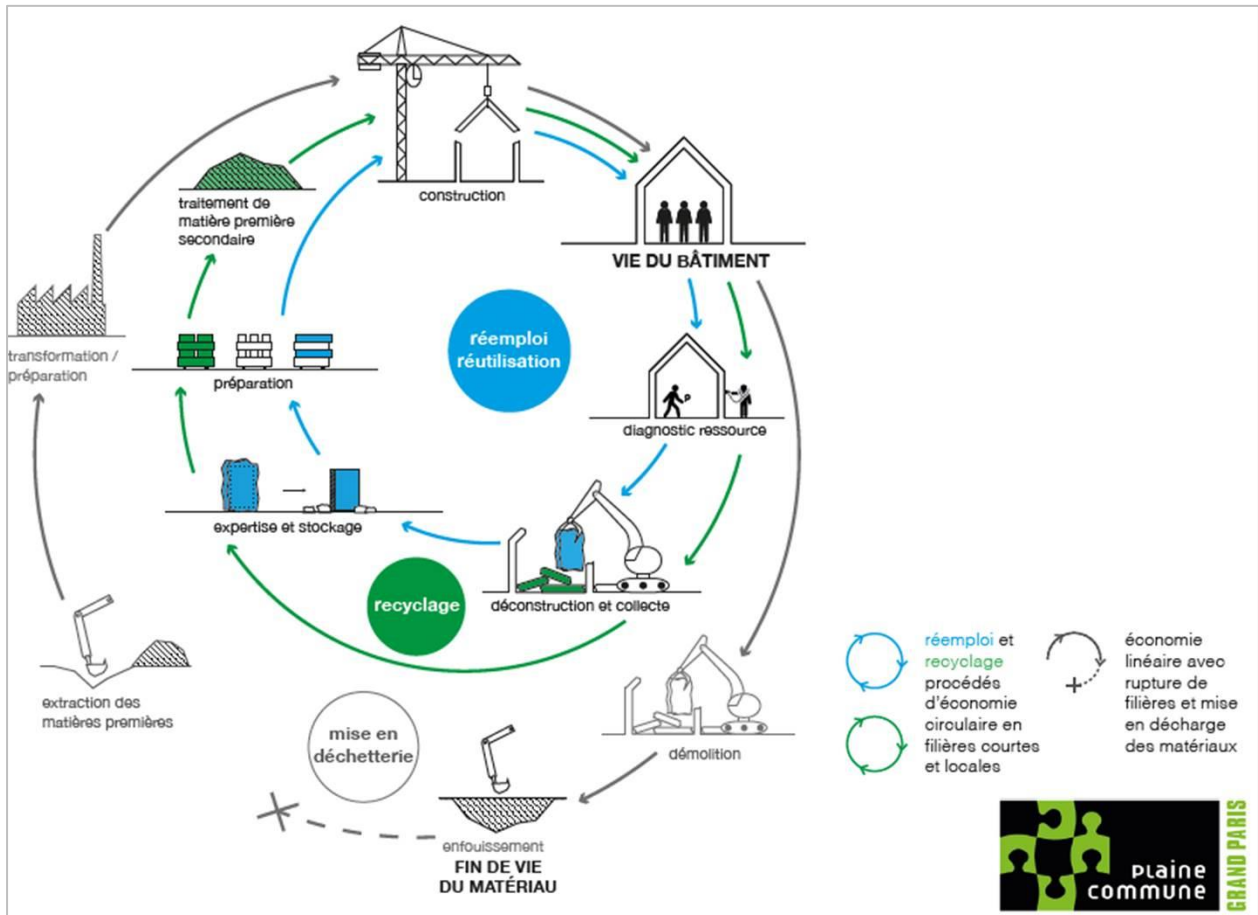 construction
traitement de
matière première
secondaire
VIE DU BÂTIMENT
transformation /
préparation
préparation
réemploi
réutilisation
diagnostic ressource
expertise et stockage
recyclage
déconstruction et collecte
extraction des
matières premières
mise en
déchetterie
démolition
enfouissement
FIN DE VIE
DU MATÉRIAU
réemploi et
recyclage
procédés
d'économie
circulaire en
filières courtes
et locales
économie
linéaire avec
rupture de
filières et mise
en décharge
des matériaux
PLAINE
COMMUNE
GRAND PARIS